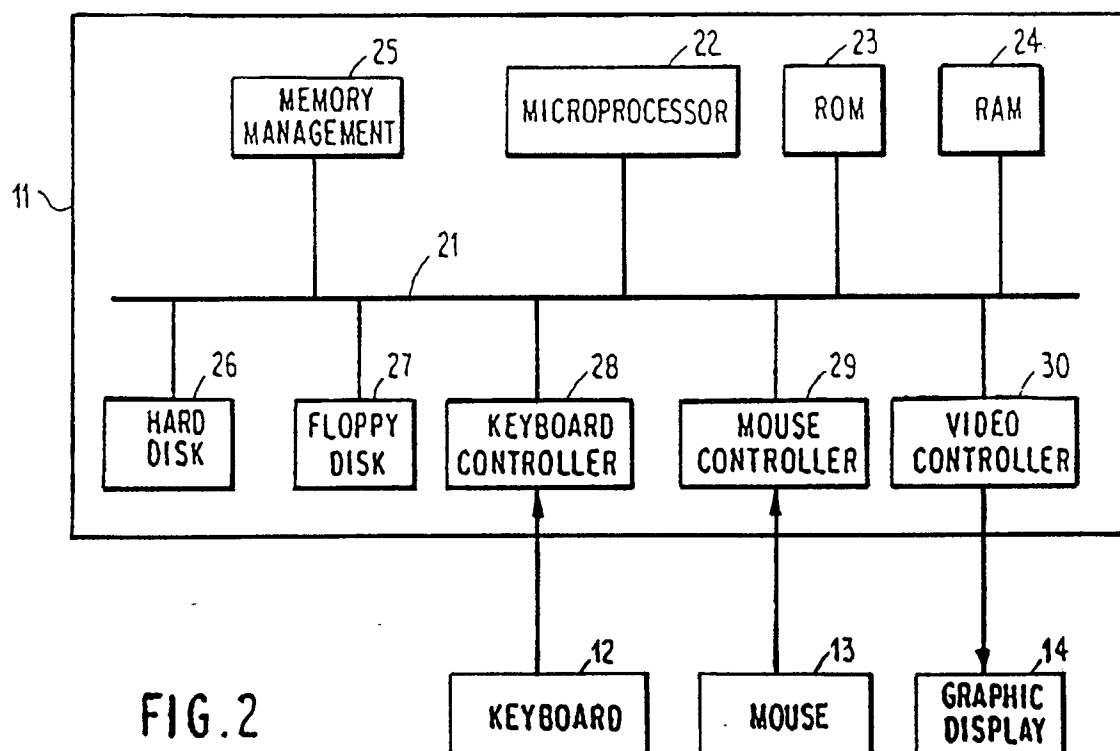 25
22
23
24
MEMORY
MANAGEMENT
MICROPROCESSOR
ROM
RAM
11
21
26
27
28
29
30
HARD
DISK
FLOPPY
DISK
KEYBOARD
CONTROLLER
MOUSE
CONTROLLER
VIDEO
CONTROLLER
12
13
14
KEYBOARD
MOUSE
GRAPHIC
DISPLAY
FIG.2